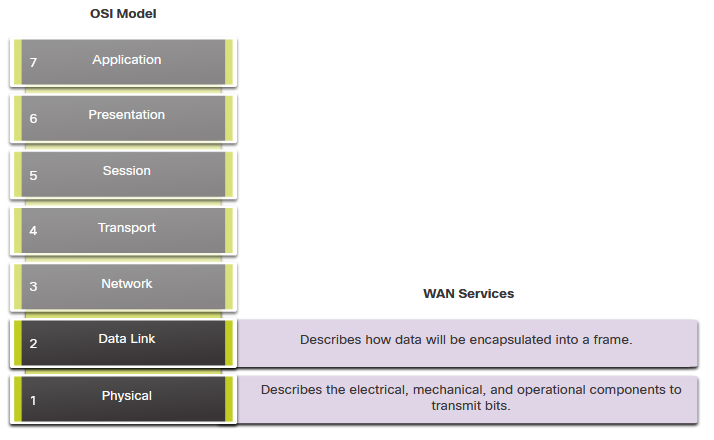 OSI Model
7 Application
6 Presentation
5 Session
4 Transport
3 Network
WAN Services
2 Data Link
Describes how data will be encapsulated into a frame.
1 Physical
Describes the electrical, mechanical, and operational components to
transmit bits.